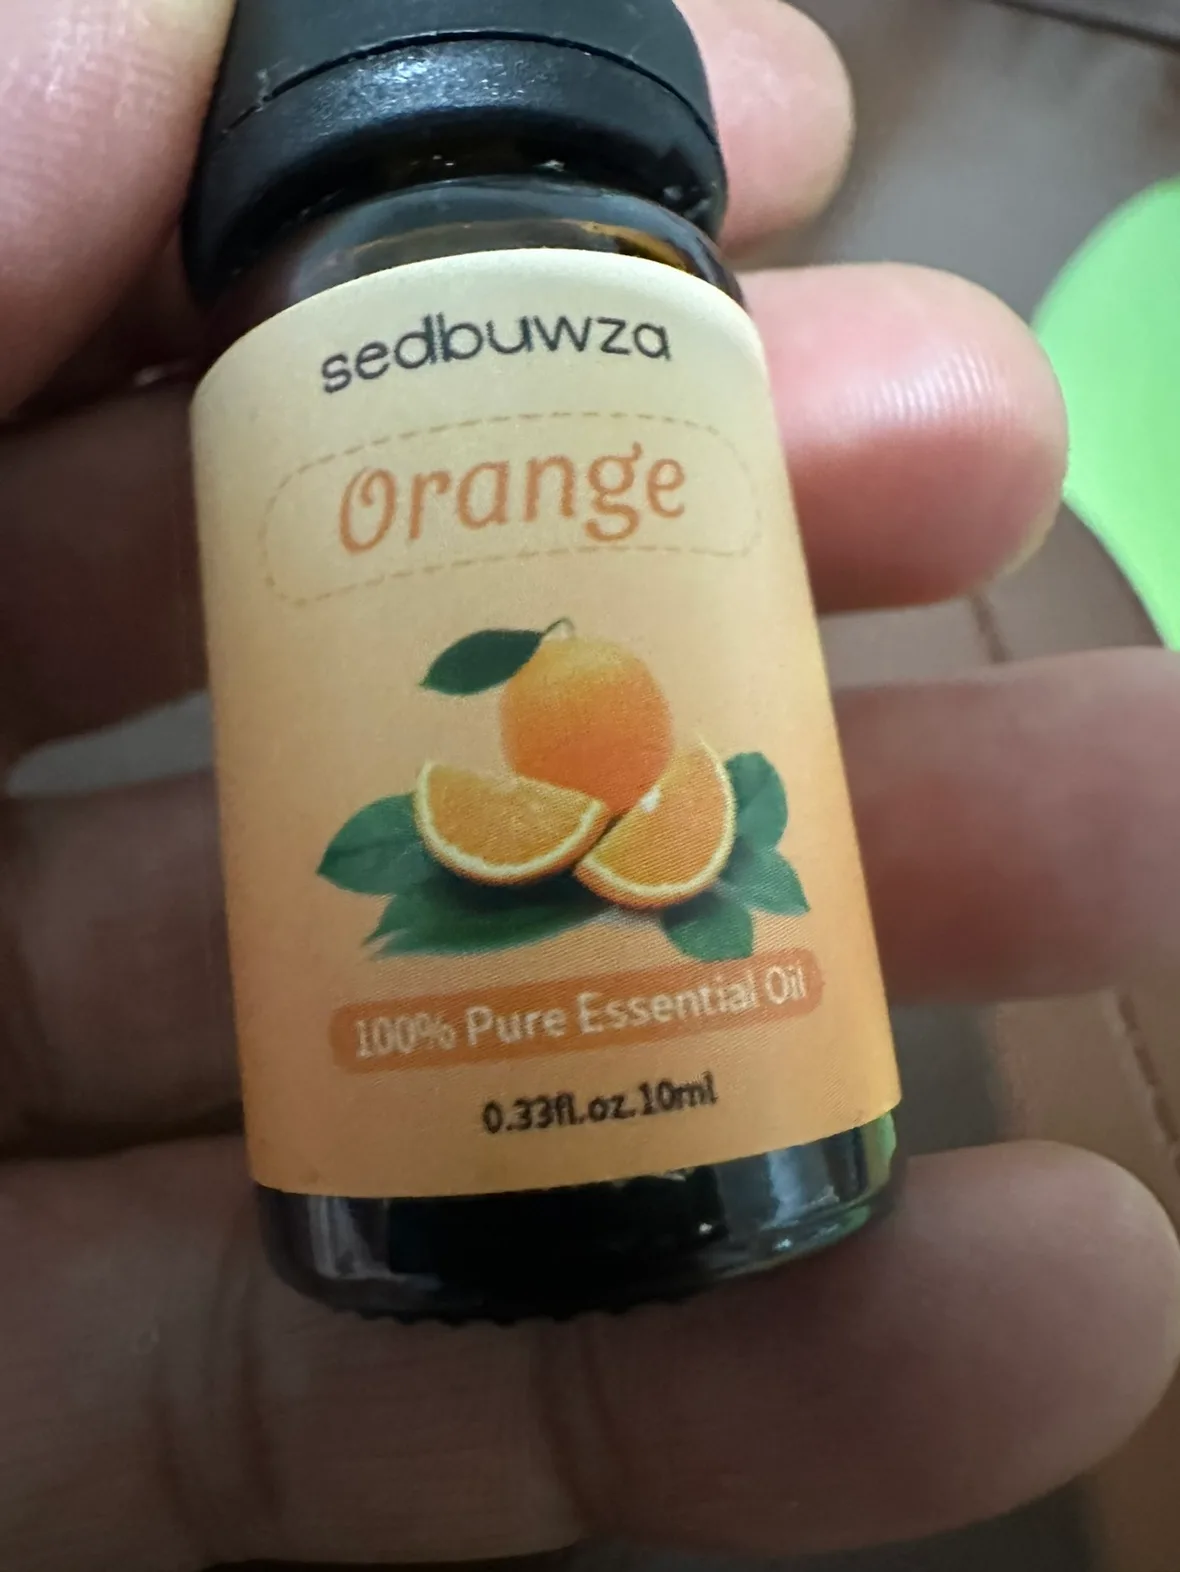 sedbuwza
Orange
100% Pure Essential Oil
0.33fl.oz.10ml